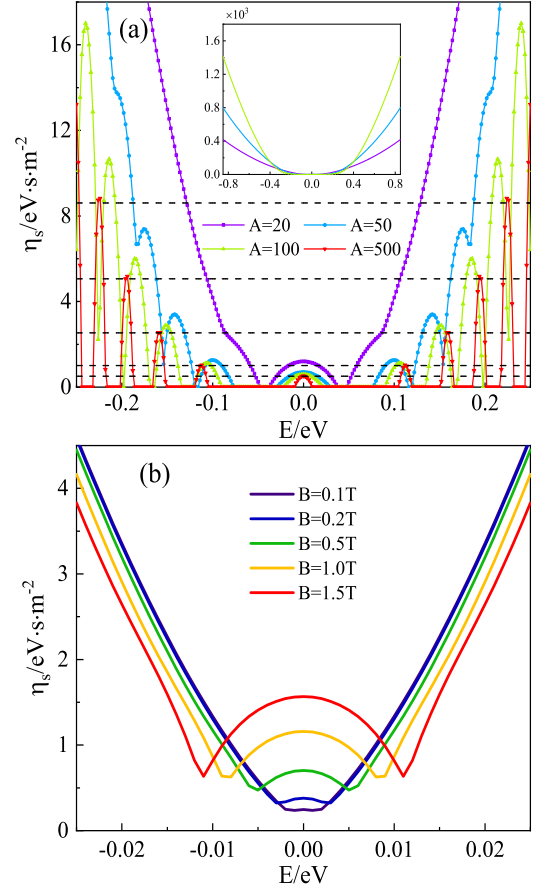 (a)
×10³
1.6
1.2
0.8
0.4
0.0
-0.8 -0.4 0.0 0.4 0.8
A=20 A=50
A=100 A=500
16
12
8
4
0
-0.2 -0.1 0.0 0.1 0.2
E/eV
ηs/eV·s·m⁻²
(b)
B=0.1T
B=0.2T
B=0.5T
B=1.0T
B=1.5T
4
3
2
1
0
-0.02 -0.01 0.00 0.01 0.02
E/eV
ηs/eV·s·m⁻²